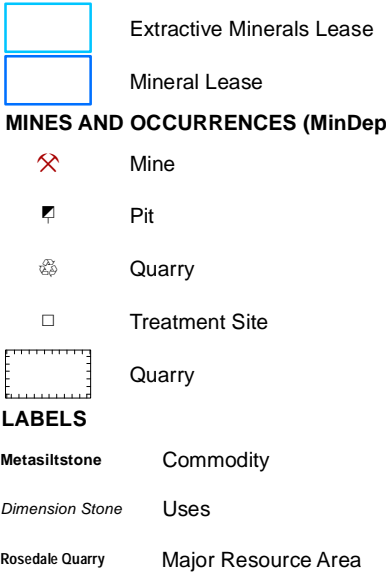 Extractive Minerals Lease
Mineral Lease
MINES AND OCCURRENCES (MinDep
Mine
Pit
Quarry
Treatment Site
Quarry
LABELS
Metasiltstone Commodity
Dimension Stone Uses
Rosedale Quarry Major Resource Area